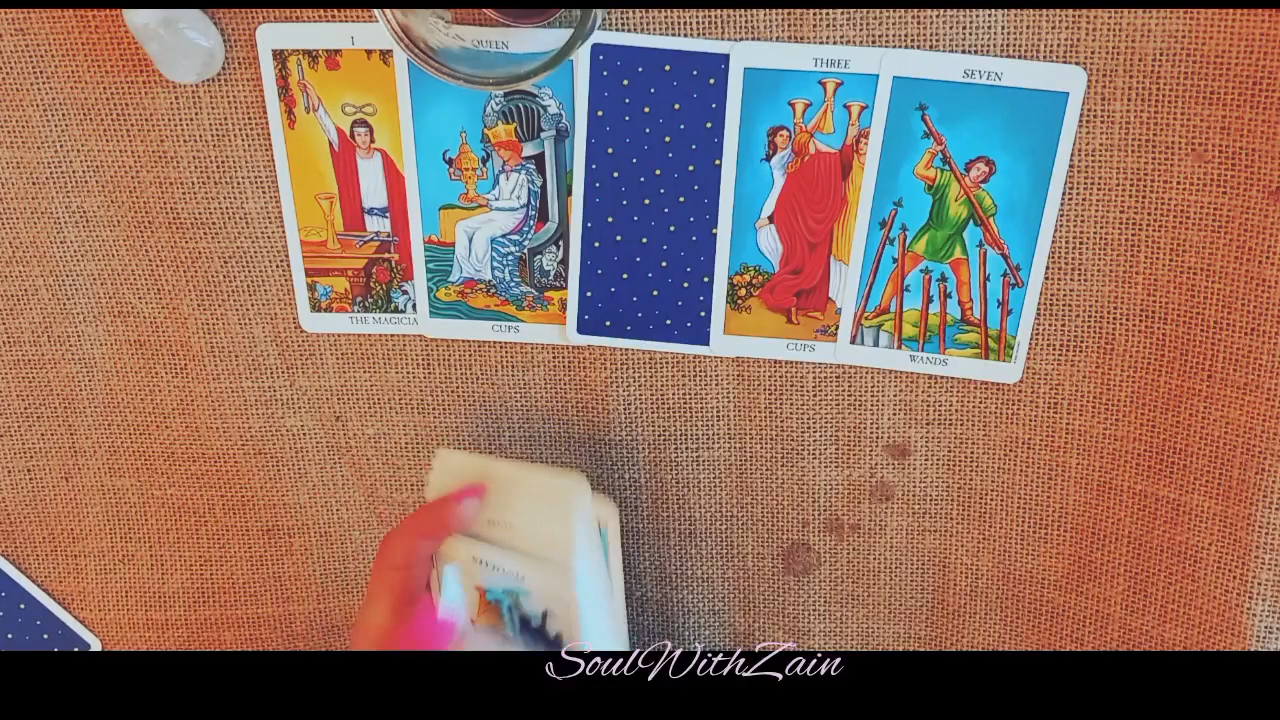 I
THE MAGICIA
QUEEN
CUPS
THREE
CUPS
SEVEN
WANDS
SoulWithZain